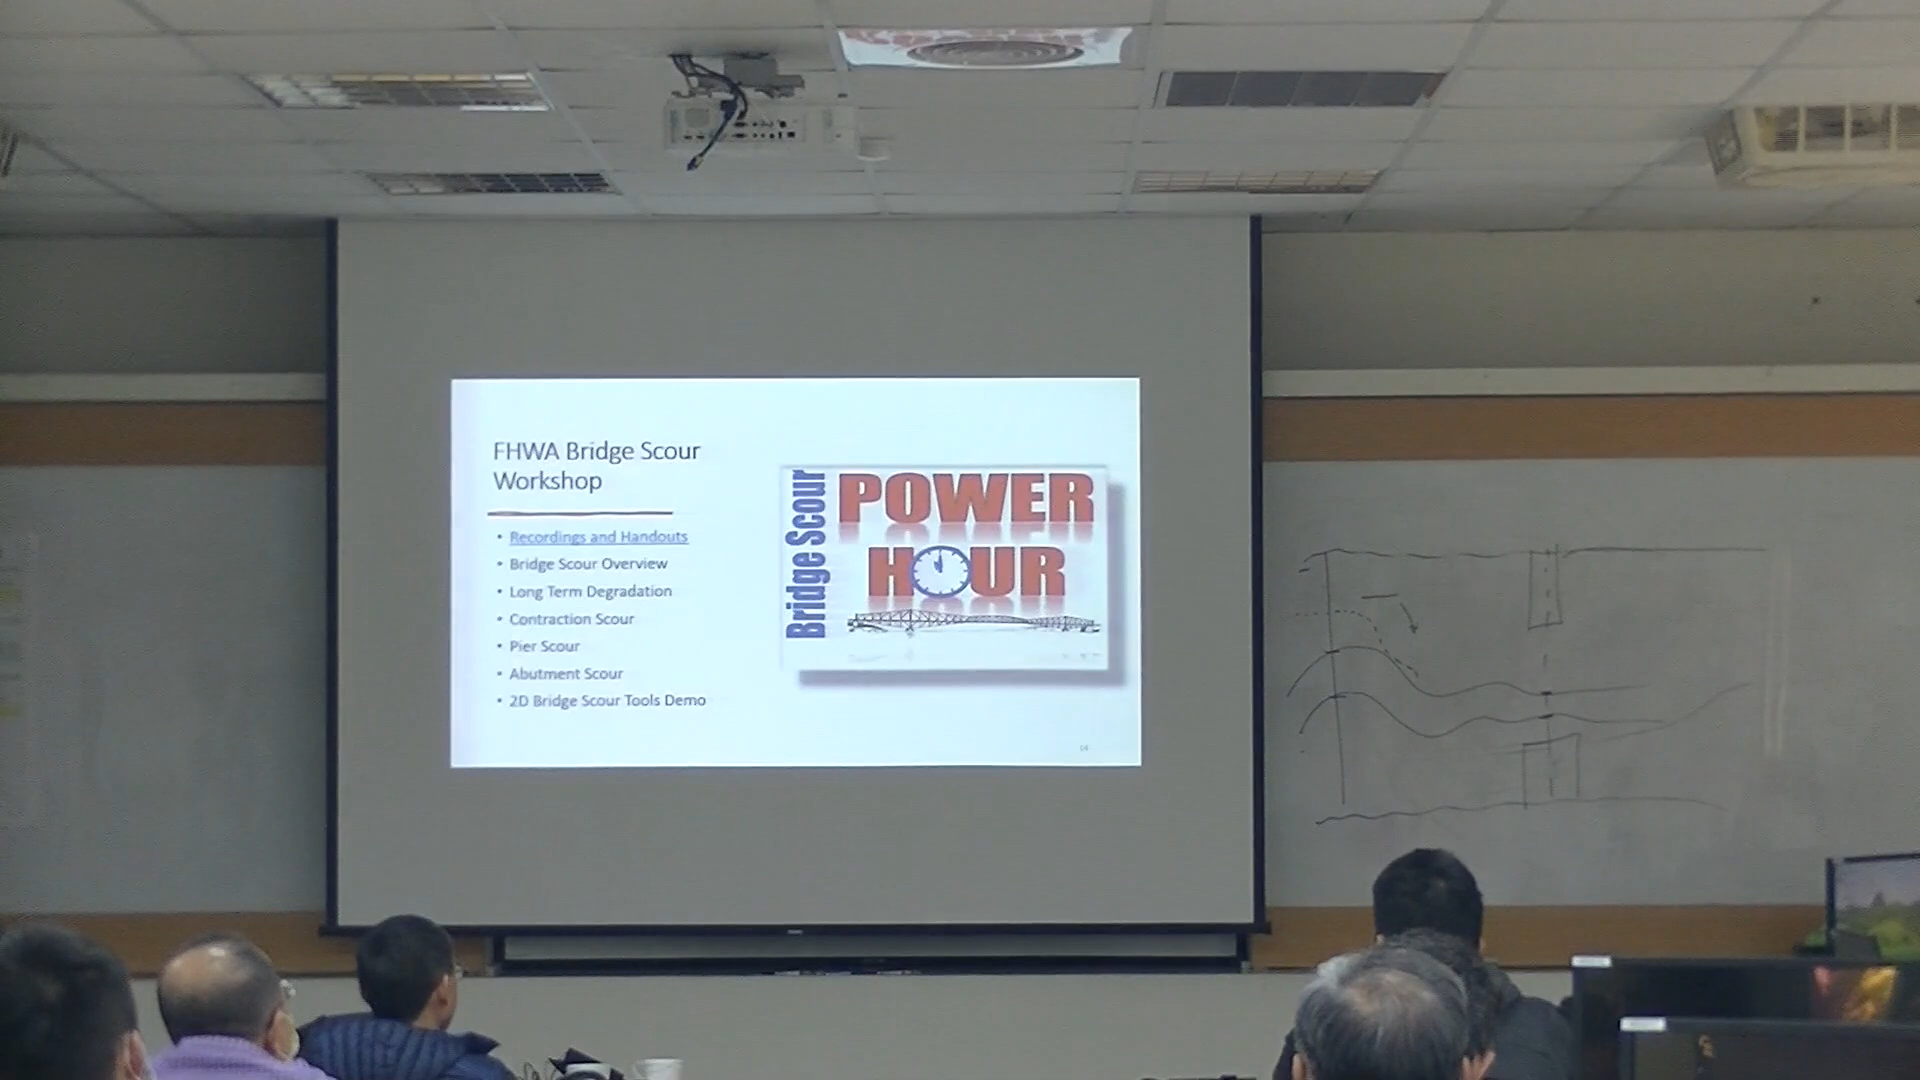 FHWA Bridge Scour
Workshop
• Recordings and Handouts
• Bridge Scour Overview
• Long Term Degradation
• Contraction Scour
• Pier Scour
• Abutment Scour
• 2D Bridge Scour Tools Demo
Bridge Scour
POWER
HOUR
14